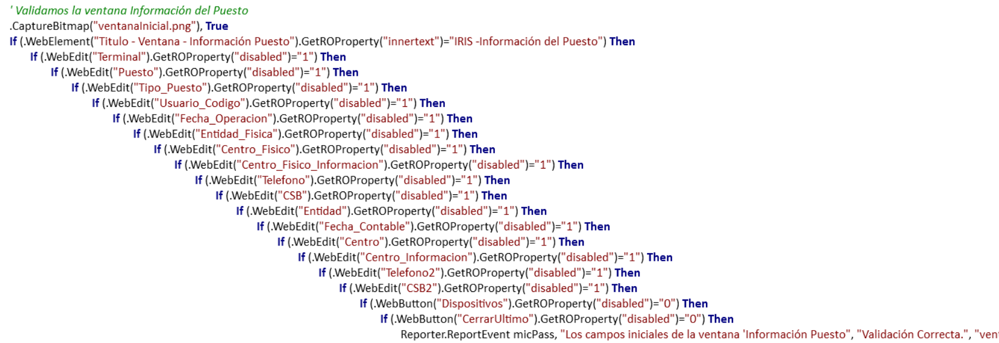 ' Validamos la ventana Información del Puesto
.CaptureBitmap("ventanaInicial.png"), True
If (.WebElement("Titulo - Ventana - Información Puesto").GetROProperty("innertext")="IRIS -Información del Puesto") Then
If (.WebEdit("Terminal").GetROProperty("disabled")="1") Then
If (.WebEdit("Puesto").GetROProperty("disabled")="1") Then
If (.WebEdit("Tipo_Puesto").GetROProperty("disabled")="1") Then
If (.WebEdit("Usuario_Codigo").GetROProperty("disabled")="1") Then
If (.WebEdit("Fecha_Operacion").GetROProperty("disabled")="1") Then
If (.WebEdit("Entidad_Fisica").GetROProperty("disabled")="1") Then
If (.WebEdit("Centro_Fisico").GetROProperty("disabled")="1") Then
If (.WebEdit("Centro_Fisico_Informacion").GetROProperty("disabled")="1") Then
If (.WebEdit("Telefono").GetROProperty("disabled")="1") Then
If (.WebEdit("CSB").GetROProperty("disabled")="1") Then
If (.WebEdit("Entidad").GetROProperty("disabled")="1") Then
If (.WebEdit("Fecha_Contable").GetROProperty("disabled")="1") Then
If (.WebEdit("Centro").GetROProperty("disabled")="1") Then
If (.WebEdit("Centro_Informacion").GetROProperty("disabled")="1") Then
If (.WebEdit("Telefono2").GetROProperty("disabled")="1") Then
If (.WebEdit("CSB2").GetROProperty("disabled")="1") Then
If (.WebButton("Dispositivos").GetROProperty("disabled")="0") Then
If (.WebButton("CerrarUltimo").GetROProperty("disabled")="0") Then
Reporter.ReportEvent micPass, "Los campos iniciales de la ventana 'Información Puesto", "Validación Correcta.", "ven